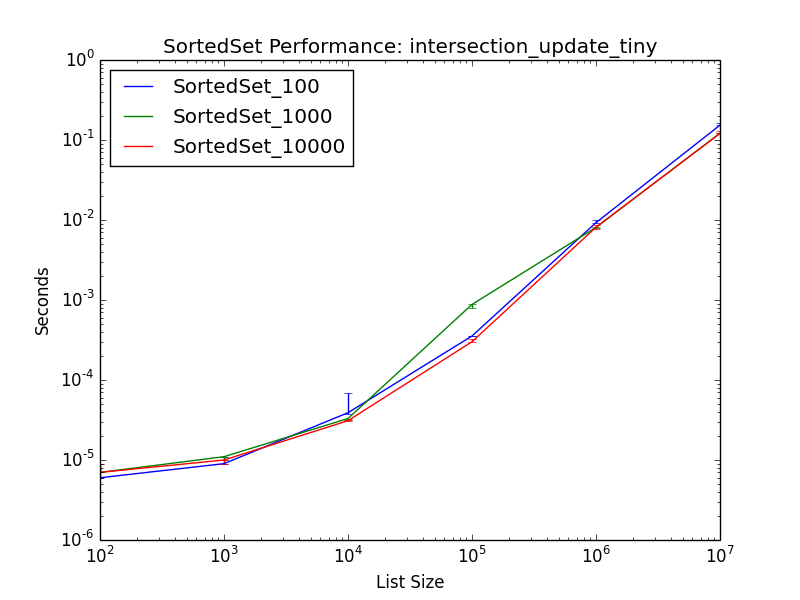 SortedSet Performance: intersection_update_tiny
10^0
SortedSet_100
SortedSet_1000
SortedSet_10000
10^-1
10^-2
10^-3
10^-4
10^-5
10^-6
Seconds
10^2 10^3 10^4 10^5 10^6 10^7
List Size